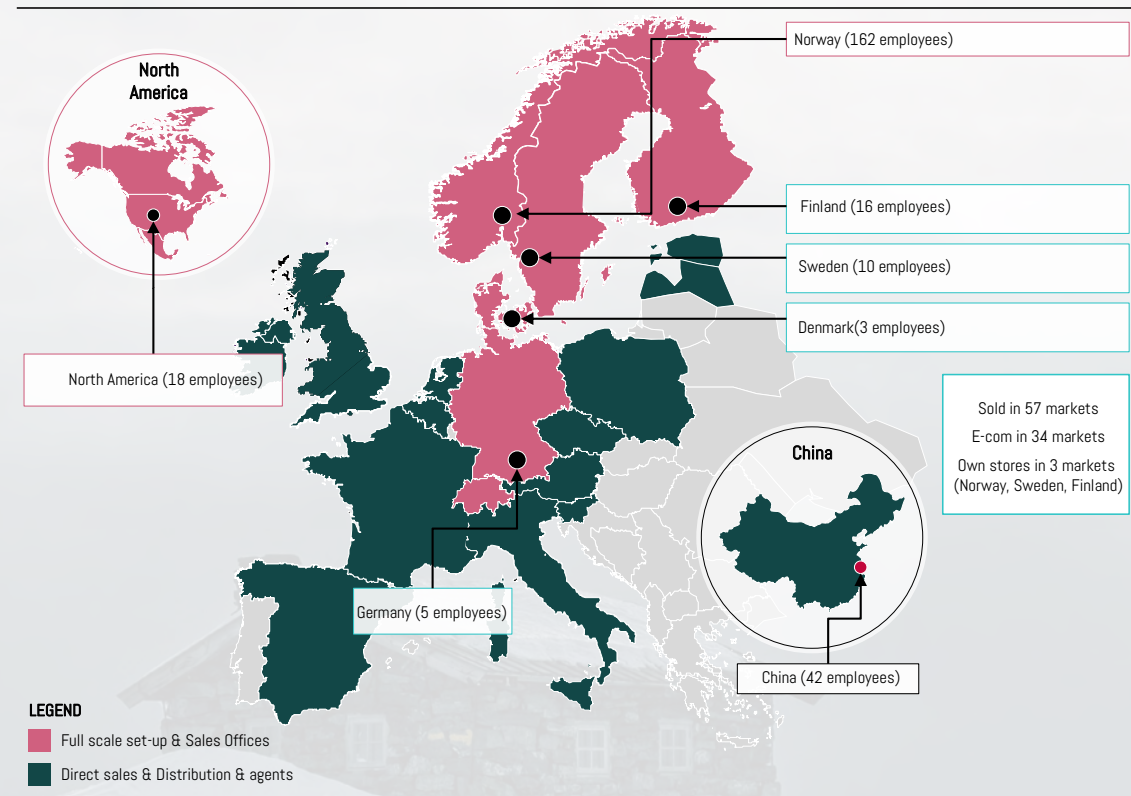 North
America
Norway (162 employees)
Finland (16 employees)
Sweden (10 employees)
Denmark(3 employees)
North America (18 employees)
Sold in 57 markets
E-com in 34 markets
Own stores in 3 markets
(Norway, Sweden, Finland)
China
Germany (5 employees)
China (42 employees)
LEGEND
Full scale set-up & Sales Offices
Direct sales & Distribution & agents